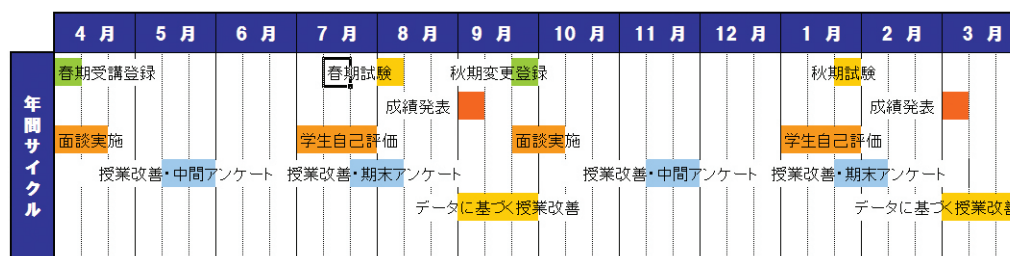 4 月 5 月 6 月 7 月 8 月 9 月 10 月 11 月 12 月 1 月 2 月 3 月
年間サイクル
春期受講登録 春期試験 秋期変更登録 秋期試験
成績発表 成績発表
面談実施 学生自己評価 面談実施 学生自己評価
授業改善・中間アンケート 授業改善・期末アンケート 授業改善・中間アンケート 授業改善・期末アンケート
データに基づく授業改善 データに基づく授業改善